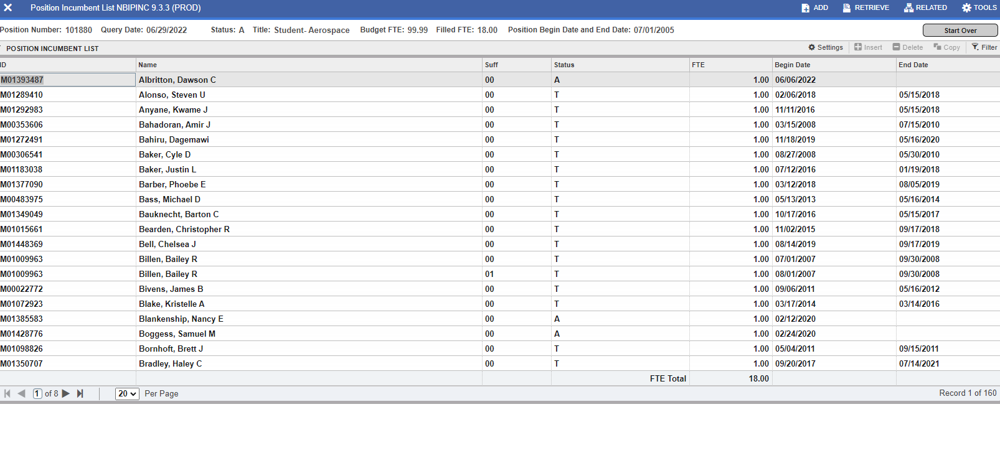 Position Incumbent List NBIPINC 9.3.3 (PROD) ADD RETRIEVE RELATED TOOLS
Position Number: 101880 Query Date: 06/29/2022 Status: A Title: Student- Aerospace Budget FTE: 99.99 Filled FTE: 18.00 Position Begin Date and End Date: 07/01/2005 Start Over
POSITION INCUMBENT LIST Settings Insert Delete Copy Filter
ID Name Suff Status FTE Begin Date End Date
M01393487 Albritton, Dawson C 00 A 1.00 06/06/2022
M01289410 Alonso, Steven U 00 T 1.00 02/06/2018 05/15/2018
M01292983 Anyane, Kwame J 00 T 1.00 11/11/2016 05/15/2018
M00353606 Bahadoran, Amir J 00 T 1.00 03/15/2008 07/15/2010
M01272491 Bahiru, Dagemawi 00 T 1.00 11/18/2019 05/16/2020
M00306541 Baker, Cyle D 00 T 1.00 08/27/2008 05/30/2010
M01183038 Baker, Justin L 00 T 1.00 07/12/2016 01/19/2018
M01377090 Barber, Phoebe E 00 T 1.00 03/12/2018 08/05/2019
M00483975 Bass, Michael D 00 T 1.00 05/13/2013 05/16/2014
M01349049 Bauknecht, Barton C 00 T 1.00 10/17/2016 05/15/2017
M01015661 Bearden, Christopher R 00 T 1.00 11/02/2015 09/17/2018
M01448369 Bell, Chelsea J 00 T 1.00 08/14/2019 09/17/2019
M01009963 Billen, Bailey R 00 T 1.00 07/01/2007 09/30/2008
M01009963 Billen, Bailey R 01 T 1.00 08/01/2007 09/30/2008
M00022772 Bivens, James B 00 T 1.00 09/06/2011 05/16/2012
M01072923 Blake, Kristelle A 00 T 1.00 03/17/2014 03/14/2016
M01385583 Blankenship, Nancy E 00 A 1.00 02/12/2020
M01428776 Boggess, Samuel M 00 A 1.00 02/24/2020
M01098826 Bornhoft, Brett J 00 T 1.00 05/04/2011 09/15/2011
M01350707 Bradley, Haley C 00 T 1.00 09/20/2017 07/14/2021
FTE Total 18.00
1 of 8 20 Per Page Record 1 of 160